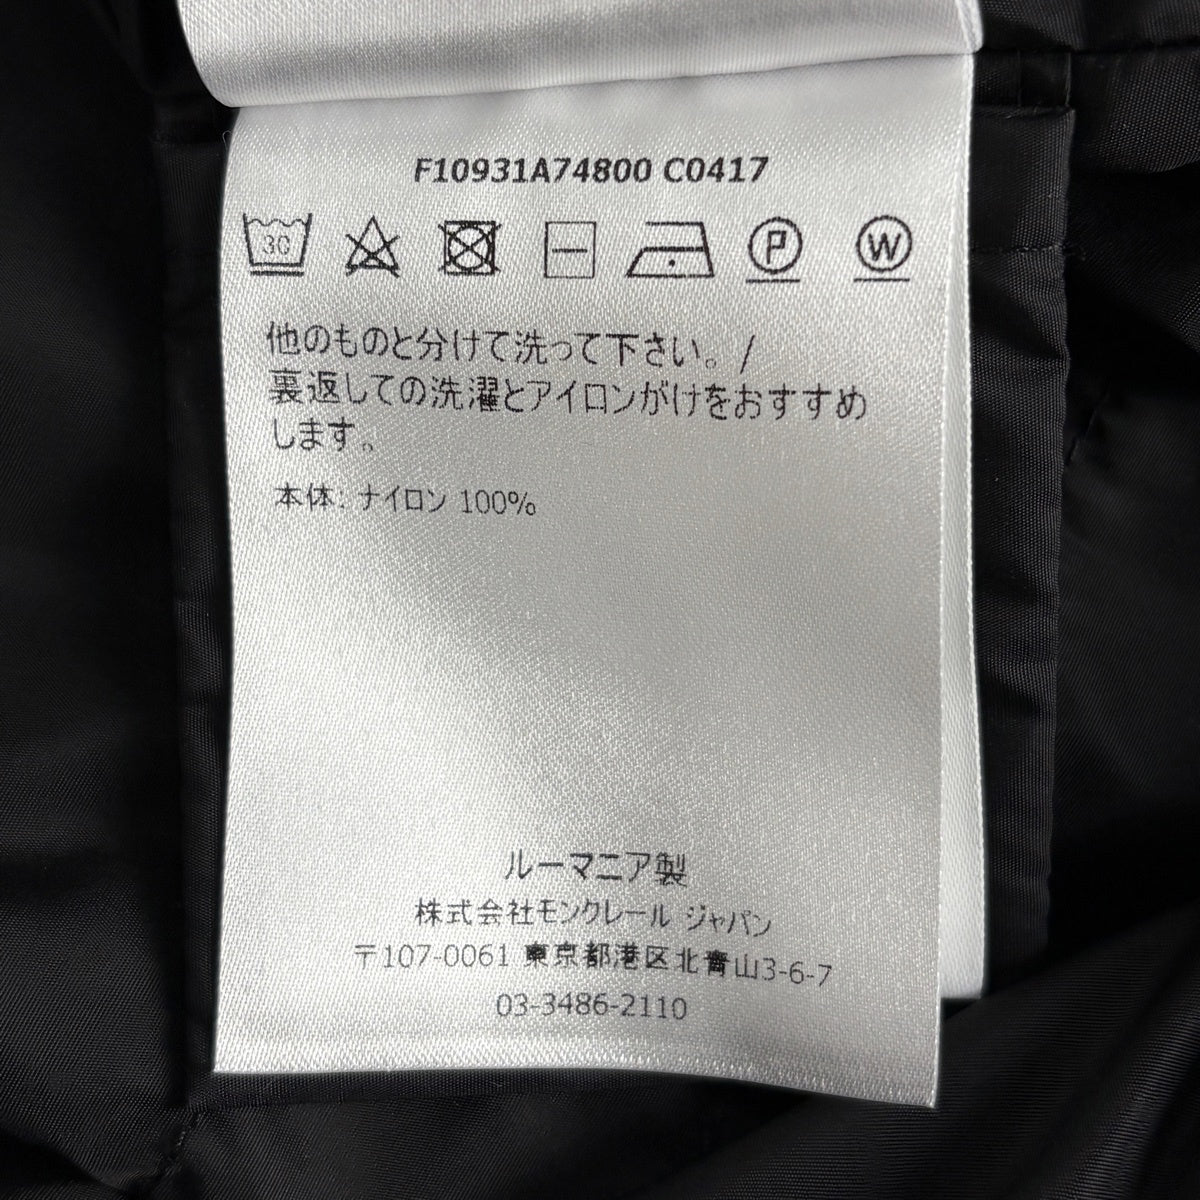 F10931A74800 C0417
30
P
W
他のものと分けて洗って下さい。/
裏返しての洗濯とアイロンがけをおすすめ
します。
本体: ナイロン 100%
ルーマニア製
株式会社モンクレール ジャパン
〒107-0061 東京都港区北青山3-6-7
03-3486-2110